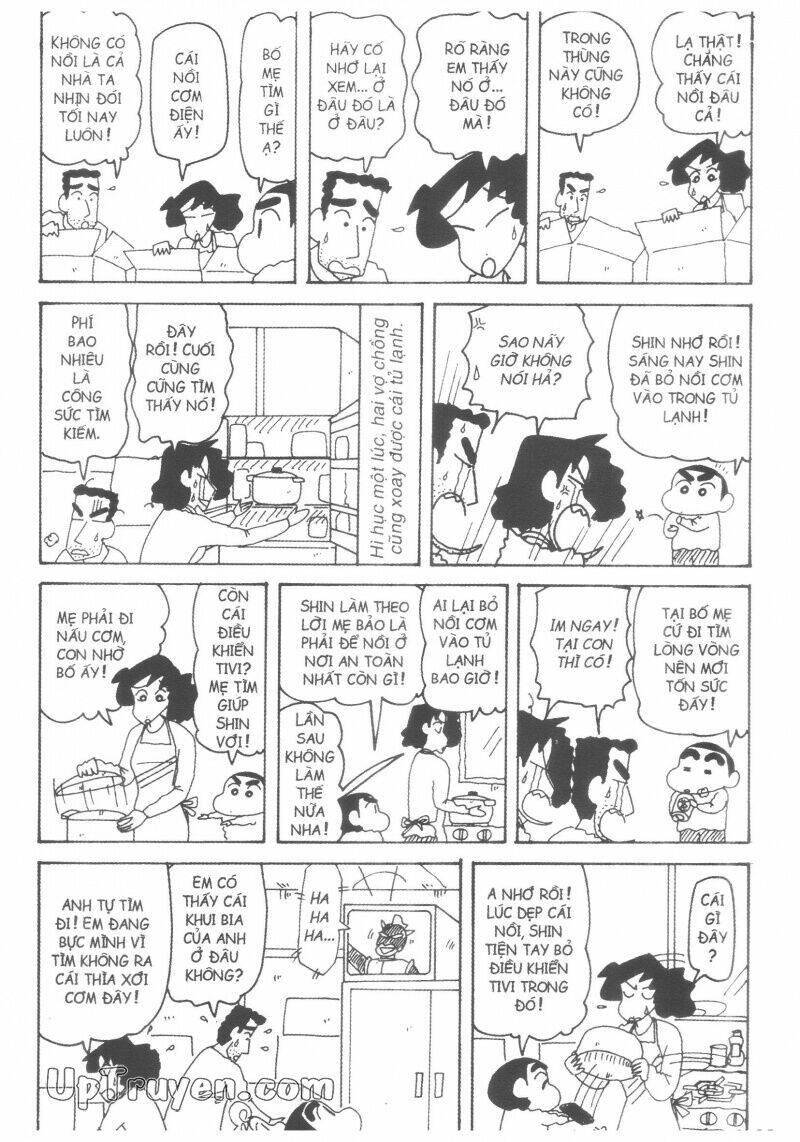 LẠ THẬT!
CHẲNG
THẤY CÁI
NỒI ĐÂU
CẢ!
TRONG
THÙNG
NÀY CŨNG
KHÔNG
CÓ!
RÕ RÀNG
EM THẤY
NÓ Ở...
ĐÂU ĐÓ
MÀ!
HÃY CỐ
NHỚ LẠI
XEM... Ở
ĐÂU ĐÓ LÀ
Ở ĐÂU?
BỐ
MẸ
TÌM
GÌ
THẾ
Ạ?
CÁI
NỒI
CƠM
ĐIỆN
ẤY!
KHÔNG CÓ
NỒI LÀ CẢ
NHÀ TA
NHỊN ĐÓI
TỐI NAY
LUÔN!
SHIN NHỚ RỒI!
SÁNG NAY SHIN
ĐÃ BỎ NỒI CƠM
VÀO TRONG TỦ
LẠNH!
SAO NÃY
GIỜ KHÔNG
NÓI HẢ?
Hì hục một lúc, hai vợ chồng
cũng xoay được cái tủ lạnh.
ĐÂY
RỒI! CUỐI
CÙNG
CŨNG TÌM
THẤY NÓ!
PHÍ
BAO
NHIÊU
LÀ
CÔNG
SỨC TÌM
KIẾM.
TẠI BỐ MẸ
CỨ ĐI TÌM
LÒNG VÒNG
NÊN MỚI
TỐN SỨC
ĐẤY!
IM NGAY!
TẠI CON
THÌ CÓ!
AI LẠI BỎ
NỒI CƠM
VÀO TỦ
LẠNH
BAO GIỜ!
SHIN LÀM THEO
LỜI MẸ BẢO LÀ
PHẢI ĐỂ NỒI Ở
NƠI AN TOÀN
NHẤT CÒN GÌ!
LẦN
SAU
KHÔNG
LÀM
THẾ
NỮA
NHA!
CÒN
CÁI
ĐIỀU
KHIỂN
TIVI?
MẸ TÌM
GIÚP
SHIN
VỚI!
MẸ PHẢI ĐI
NẤU CƠM,
CON NHỜ
BỐ ẤY!
CÁI
GÌ
ĐÂY
?
A NHỚ RỒI!
LÚC DẸP CÁI
NỒI, SHIN
TIỆN TAY BỎ
ĐIỀU KHIỂN
TIVI TRONG
ĐÓ!
HA
HA
HA...
EM CÓ
THẤY CÁI
KHUI BIA
CỦA ANH
Ở ĐÂU
KHÔNG?
ANH TỰ TÌM
ĐI! EM ĐANG
BỰC MÌNH VÌ
TÌM KHÔNG RA
CÁI THÌA XỚI
CƠM ĐÂY!
UpTruyen.com